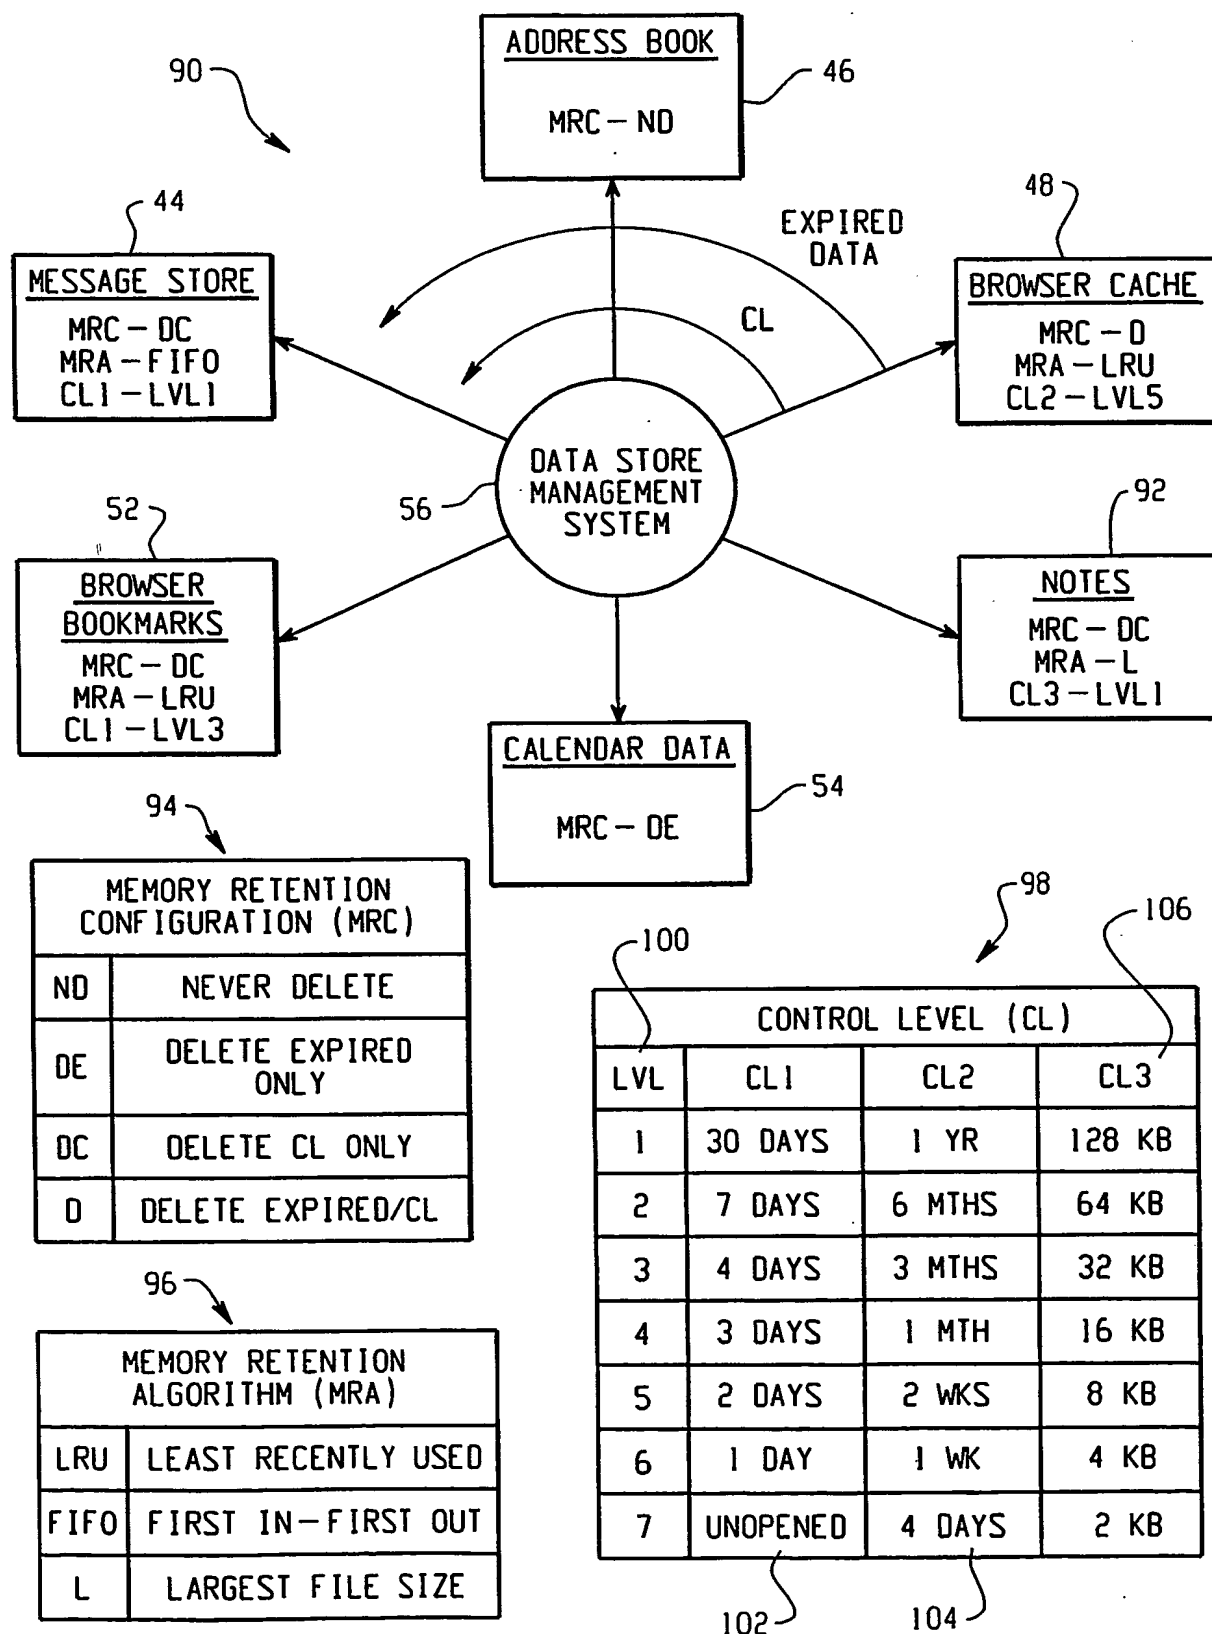 ADDRESS BOOK
MRC-ND
46
90
44
MESSAGE STORE
MRC-DC
MRA-FIFO
CL1-LVL1
EXPIRED
DATA
CL
48
BROWSER CACHE
MRC-D
MRA-LRU
CL2-LVL5
DATA STORE
MANAGEMENT
SYSTEM
56
52
BROWSER
BOOKMARKS
MRC-DC
MRA-LRU
CL1-LVL3
92
NOTES
MRC-DC
MRA-L
CL3-LVL1
CALENDAR DATA
MRC-DE
54
94
MEMORY RETENTION
CONFIGURATION (MRC)
ND NEVER DELETE
DE DELETE EXPIRED
ONLY
DC DELETE CL ONLY
D DELETE EXPIRED/CL
96
MEMORY RETENTION
ALGORITHM (MRA)
LRU LEAST RECENTLY USED
FIFO FIRST IN-FIRST OUT
L LARGEST FILE SIZE
98
100
106
CONTROL LEVEL (CL)
LVL CL1 CL2 CL3
1 30 DAYS 1 YR 128 KB
2 7 DAYS 6 MTHS 64 KB
3 4 DAYS 3 MTHS 32 KB
4 3 DAYS 1 MTH 16 KB
5 2 DAYS 2 WKS 8 KB
6 1 DAY 1 WK 4 KB
7 UNOPENED 4 DAYS 2 KB
102
104